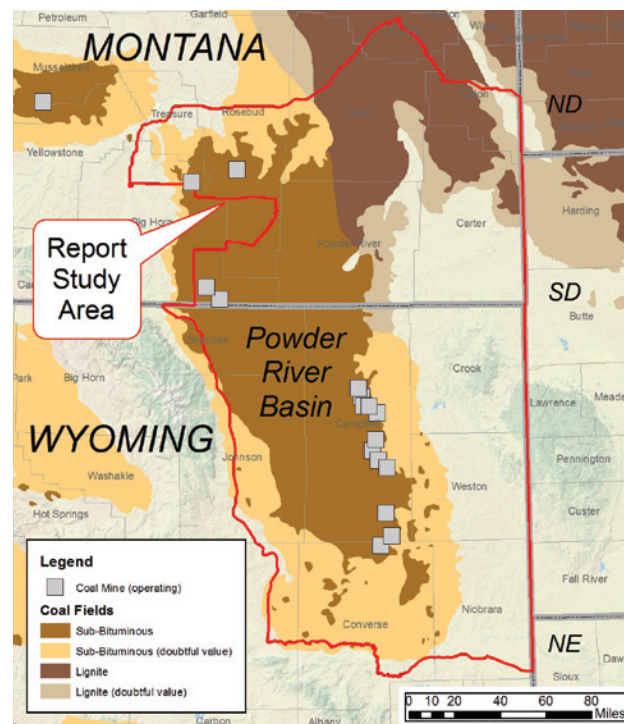 Petroleum
Garfield
MONTANA
Musselshell
Treasure
Rosebud
ND
Yellowstone
Big Horn
Carter
Harding
Report
Study
Area
Powder River
SD
Butte
Sheridan
Powder
River
Basin
Park
Big Horn
Crook
Lawrence
Meade
WYOMING
Campbell
Johnson
Washakie
Weston
Pennington
Hot Springs
Custer
Legend
Coal Mine (operating)
Coal Fields
Sub-Bituminous
Sub-Bituminous (doubtful value)
Lignite
Lignite (doubtful value)
Converse
Niobrara
Fall River
NE
Sioux
Daw
0 10 20 40 60 80
Miles
Carbon
Albany